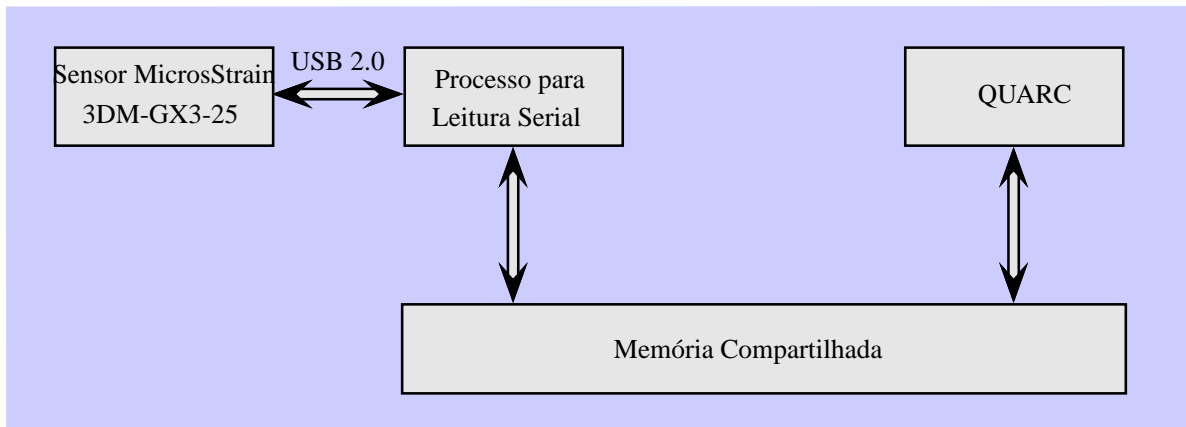 Sensor MicrosStrain
3DM-GX3-25
USB 2.0
Processo para
Leitura Serial
QUARC
Memória Compartilhada